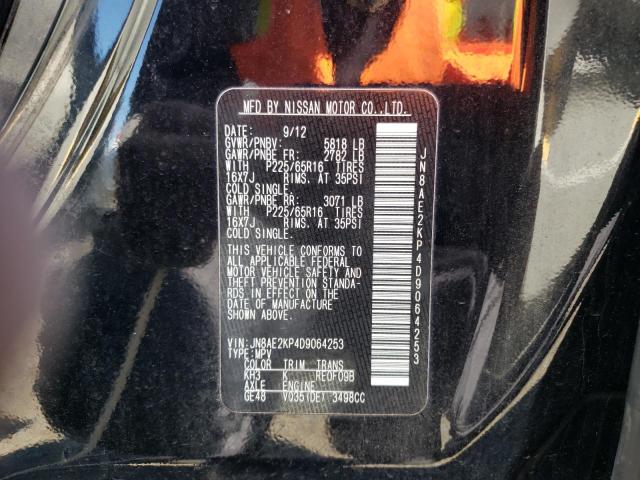 MFD BY NISSAN MOTOR CO.,LTD.
DATE: 9/12
GVWR/PNBV: 5818 LB
GAWR/PNBE FR: 2782 LB
WITH P225/65R16 TIRES
16X7J RIMS. AT 35PSI
COLD SINGLE.
GAWR/PNBE RR: 3071 LB
WITH P225/65R16 TIRES
16X7J RIMS. AT 35PSI
COLD SINGLE.
THIS VEHICLE CONFORMS TO
ALL APPLICABLE FEDERAL
MOTOR VEHICLE SAFETY AND
THEFT PREVENTION STANDA-
RDS IN EFFECT ON THE
DATE OF MANUFACTURE
SHOWN ABOVE.
VIN: JN8AE2KP4D9064253
TYPE: MPV
COLOR TRIM TRANS
KH3 K RE0F09B
AXLE ENGINE
GE48 VQ35(DE) 3498CC
JN8AE2KP4D9064253